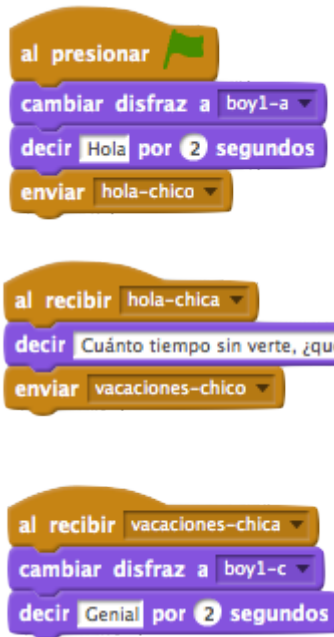 al presionar
cambiar disfraz a boy1-a
decir Hola por 2 segundos
enviar hola-chico
al recibir hola-chica
decir Cuánto tiempo sin verte,
enviar vacaciones-chico
al recibir vacaciones-chica
cambiar disfraz a boy1-c
decir Genial por 2 segundos